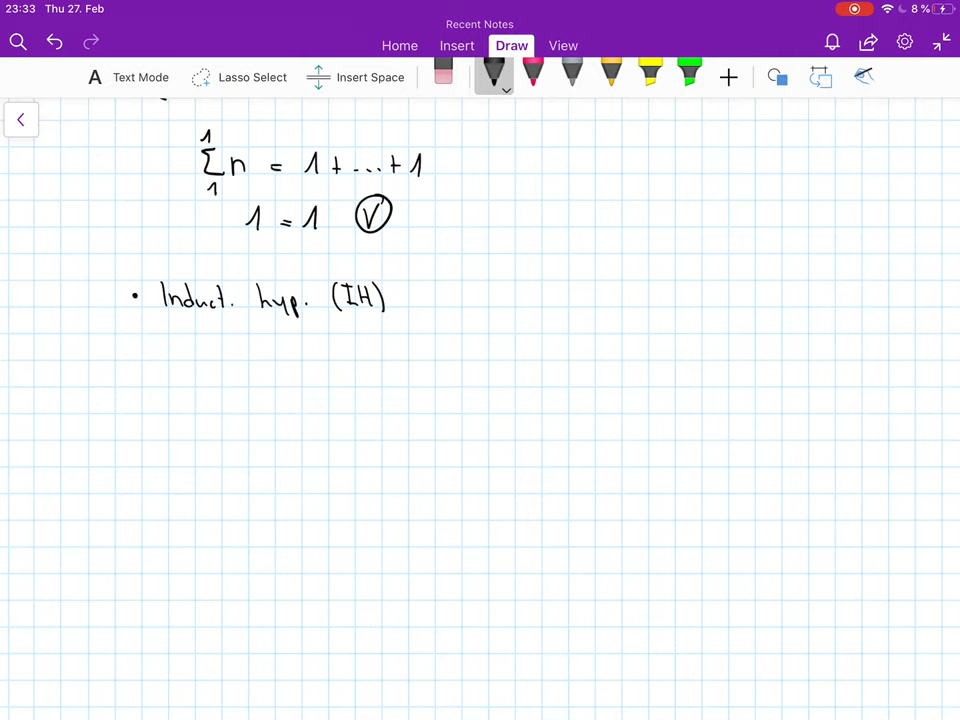 23:33 Thu 27. Feb 8 %
Recent Notes
Home Insert Draw View
A Text Mode Lasso Select Insert Space
1
∑ n = 1 + ... + 1
1
1 = 1 V
• Induct. hyp. (IH)